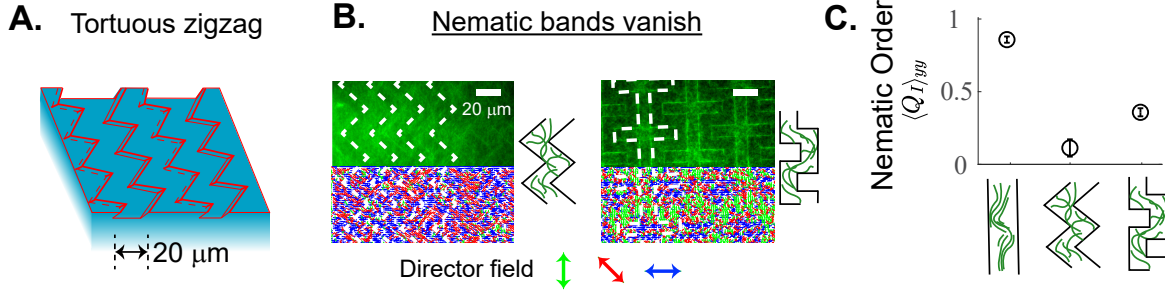 A.
Tortuous zigzag
20 μm
B.
Nematic bands vanish
20 μm
Director field
C.
Nematic Order
⟨Q_I⟩_yy
1
0.5
0